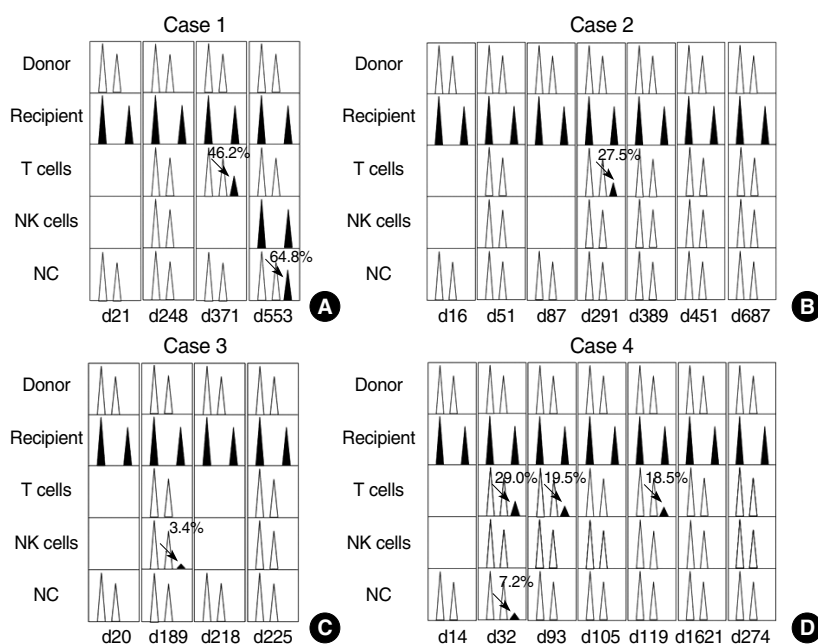 Case 1
Donor
Recipient
T cells
46.2%
NK cells
NC
64.8%
d21 d248 d371 d553
A
Case 2
Donor
Recipient
T cells
27.5%
NK cells
NC
d16 d51 d87 d291 d389 d451 d687
B
Case 3
Donor
Recipient
T cells
NK cells
3.4%
NC
d20 d189 d218 d225
C
Case 4
Donor
Recipient
T cells
29.0% 19.5% 18.5%
NK cells
NC
7.2%
d14 d32 d93 d105 d119 d1621 d274
D